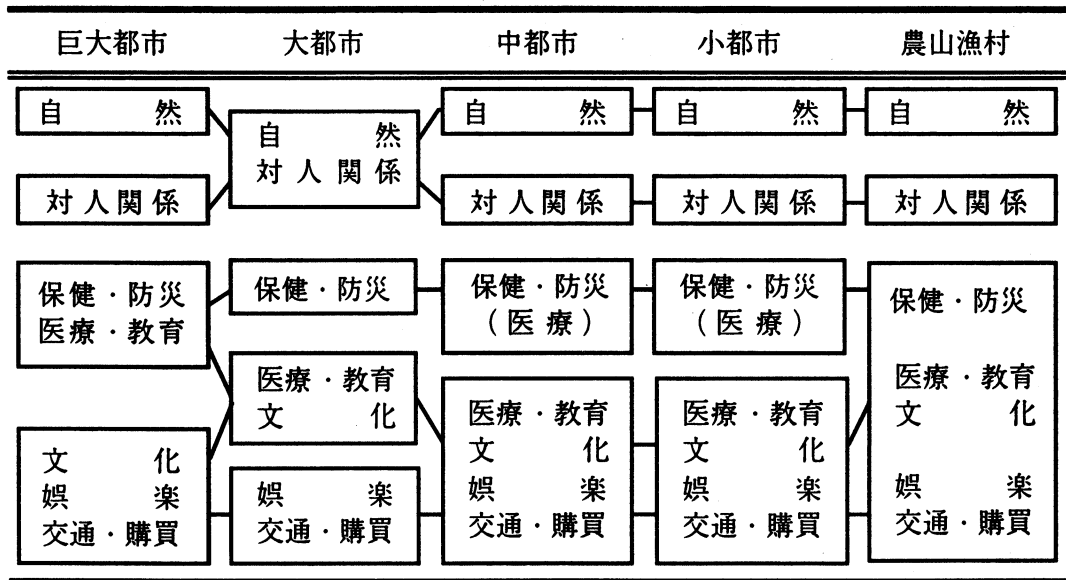 巨大都市
大都市
中都市
小都市
農山漁村
自然
対人関係
保健・防災
医療・教育
文化
娯楽
交通・購買
自然
対人関係
保健・防災
医療・教育
文化
娯楽
交通・購買
自然
対人関係
保健・防災
(医療)
医療・教育
文化
娯楽
交通・購買
自然
対人関係
保健・防災
(医療)
医療・教育
文化
娯楽
交通・購買
自然
対人関係
保健・防災
医療・教育
文化
娯楽
交通・購買